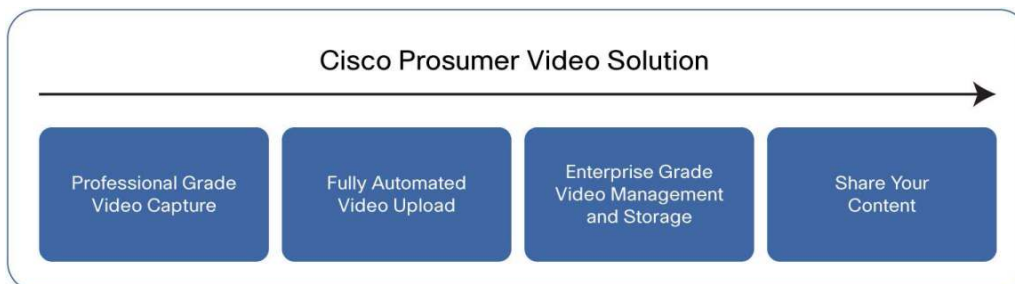 Cisco Prosumer Video Solution
Professional Grade
Video Capture
Fully Automated
Video Upload
Enterprise Grade
Video Management
and Storage
Share Your
Content